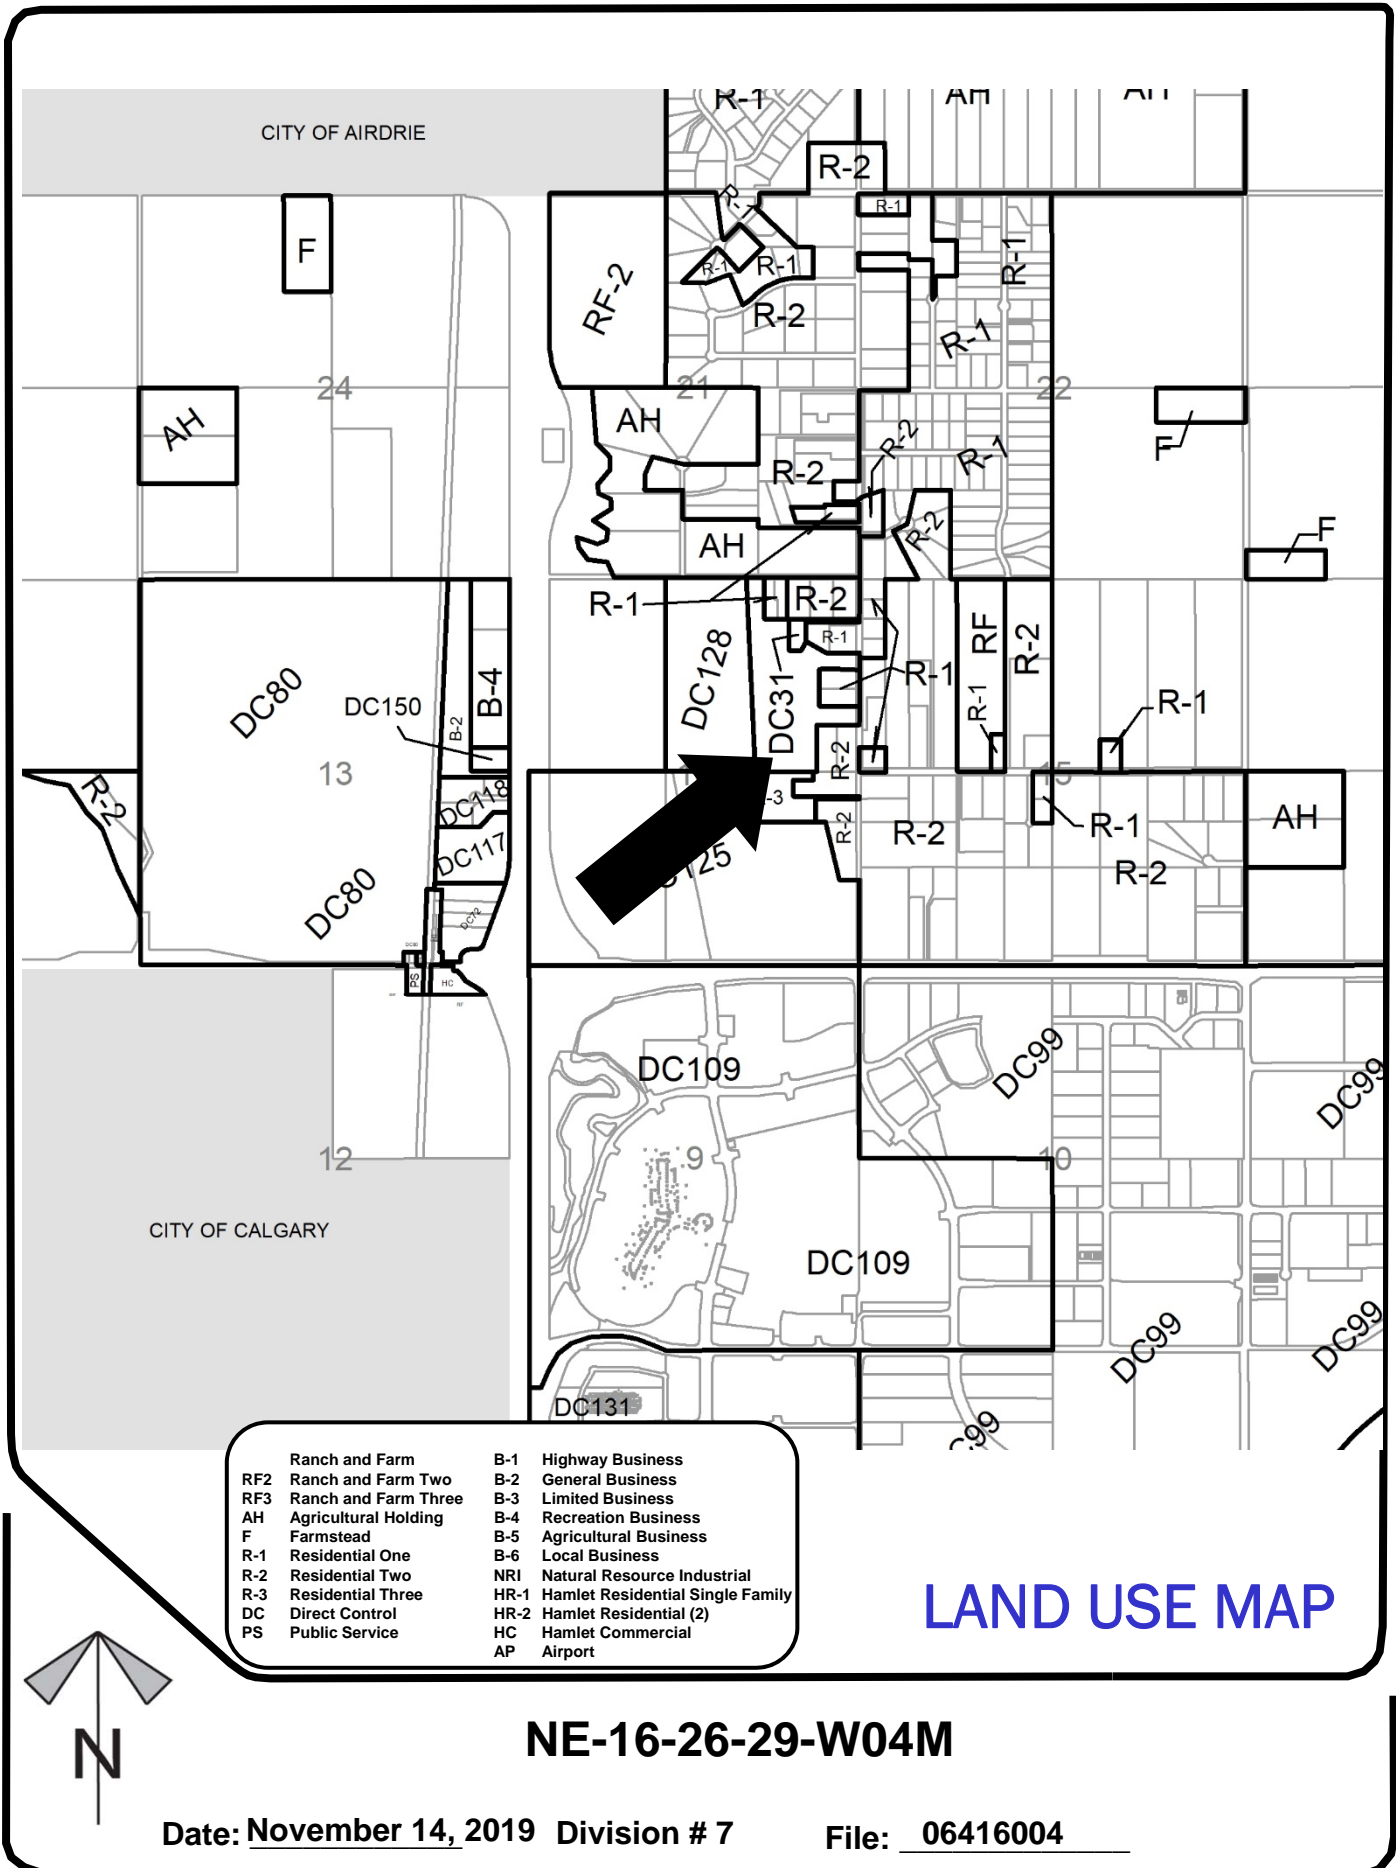 R-1
AH
AH
CITY OF AIRDRIE
R-2
R-1
R-1
F
R-1
R-1
R-1
RF-2
R-2
R-1
24
21
22
AH
AH
R-2
R-1
F
R-2
F
AH
R-2
R-1
R-2
RF
R-2
DC128
R-1
DC80
B-4
DC150
B-2
DC31
R-1
R-1
R-1
R-2
13
15
R-2
DC118
-3
R-2
R-2
R-1
AH
DC117
C125
R-2
DC80
DC72
PS
HC
DC109
DC99
DC99
12
9
10
CITY OF CALGARY
DC109
DC99
DC99
DC131
C99
Ranch and Farm
RF2 Ranch and Farm Two
RF3 Ranch and Farm Three
AH Agricultural Holding
F Farmstead
R-1 Residential One
R-2 Residential Two
R-3 Residential Three
DC Direct Control
PS Public Service
B-1 Highway Business
B-2 General Business
B-3 Limited Business
B-4 Recreation Business
B-5 Agricultural Business
B-6 Local Business
NRI Natural Resource Industrial
HR-1 Hamlet Residential Single Family
HR-2 Hamlet Residential (2)
HC Hamlet Commercial
AP Airport
LAND USE MAP
N
NE-16-26-29-W04M
Date: November 14, 2019 Division # 7 File: 06416004